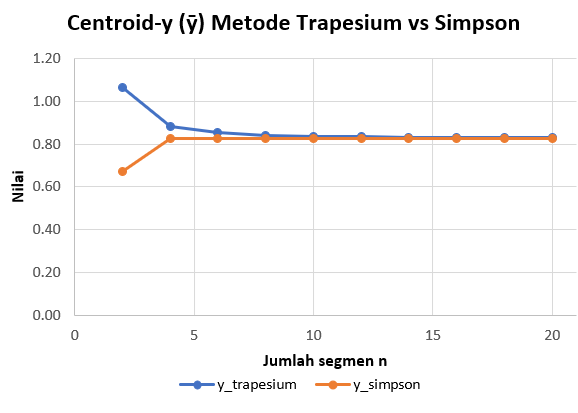 Centroid-y (ȳ) Metode Trapesium vs Simpson
1.20
1.00
0.80
0.60
0.40
0.20
0.00
Nilai
0 5 10 15 20
Jumlah segmen n
y_trapesium y_simpson